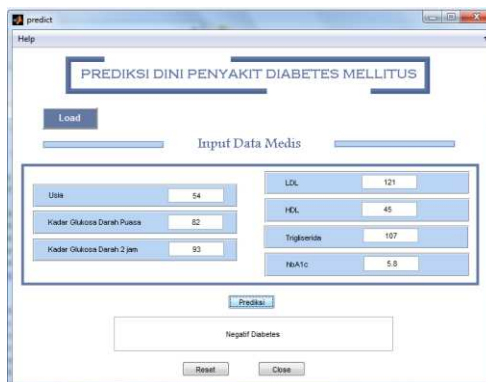 predict
Help
PREDIKSI DINI PENYAKIT DIABETES MELLITUS
Load
Input Data Medis
Usia 54
Kadar Glukosa Darah Puasa 82
Kadar Glukosa Darah 2 jam 93
LDL 121
HDL 45
Trigliserida 107
HbA1c 5.8
Prediksi
Negatif Diabetes
Reset Close